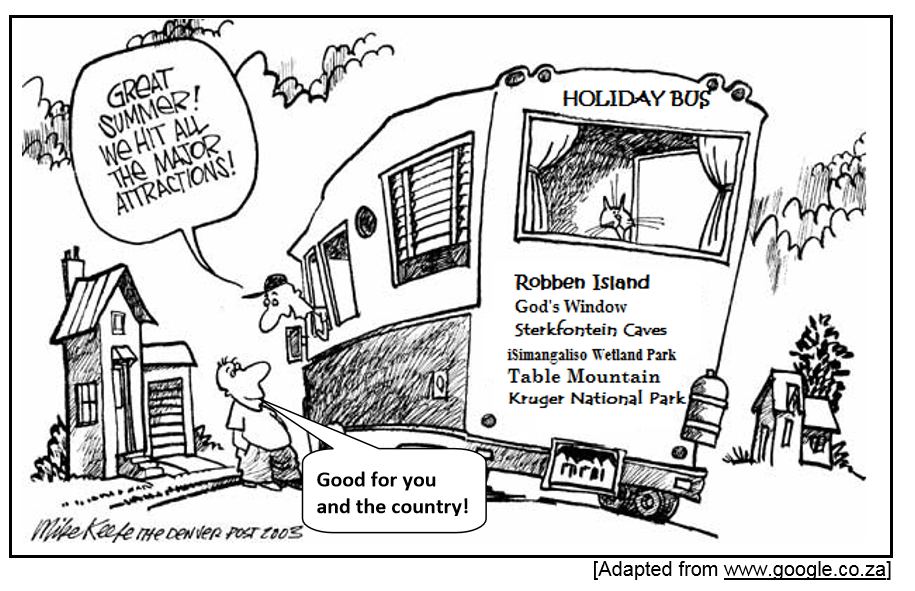 GREAT
SUMMER!
WE HIT ALL
THE MAJOR
ATTRACTIONS!
HOLIDAY BUS
Robben Island
God's Window
Sterkfontein Caves
iSimangaliso Wetland Park
Table Mountain
Kruger National Park
Good for you
and the country!
Mike Keefe THE DENVER POST 2003
[Adapted from www.google.co.za]